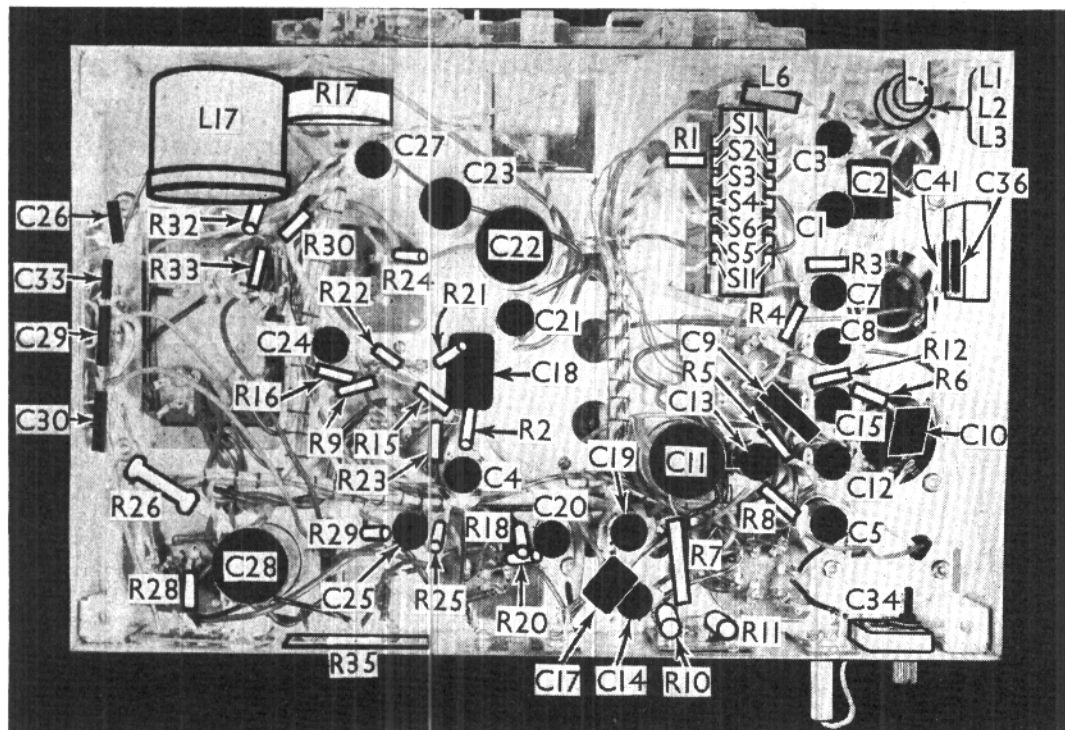 L6
L1
L17
R17
L2
S1
L3
C27
R1
S2
C3
C23
S3
C2
C41
C36
C26
R32
S4
C1
R30
C22
S6
S5
R33
R24
S11
R3
C33
R22
R21
C7
R4
C21
C8
C29
C24
C9
R12
R16
C18
R5
R6
C13
C30
R9
R15
R2
C15
C10
C19
C11
R23
C4
C12
R26
R18
C20
R8
R29
C5
R7
C28
R28
C25
R25
C34
R20
R11
R35
C17
C14
R10